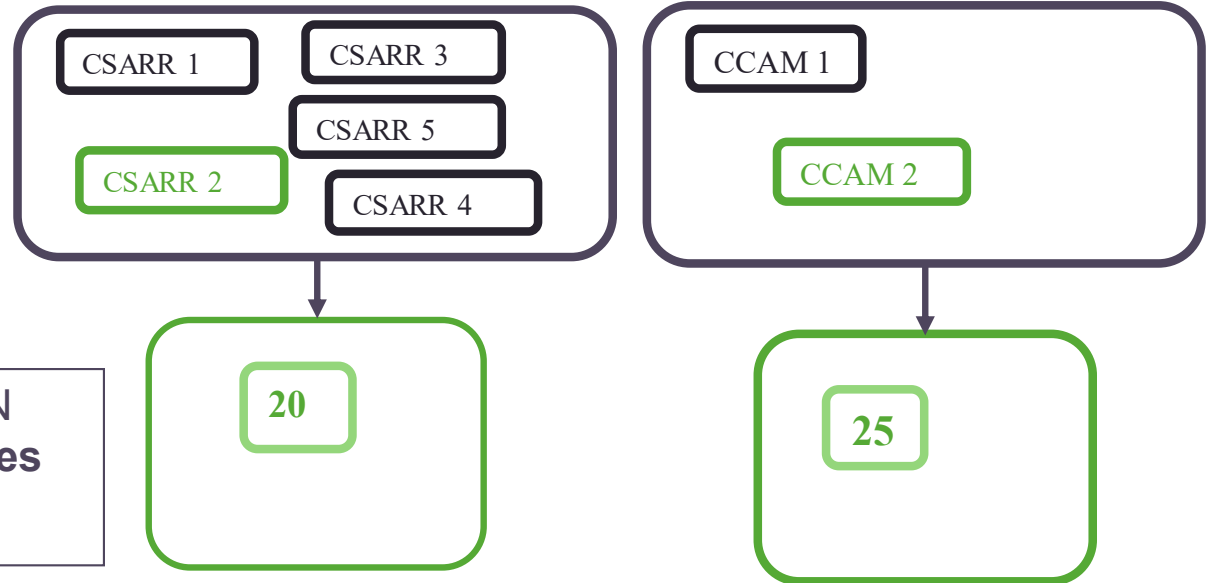 CSARR 1
CSARR 3
CSARR 5
CSARR 2
CSARR 4
CCAM 1
CCAM 2
20
25
N
es